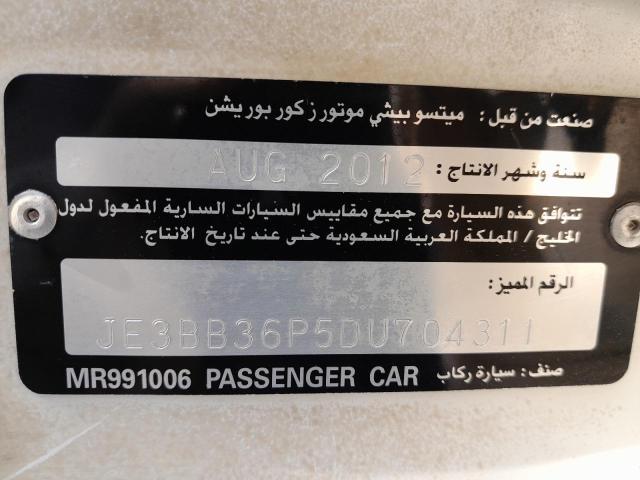 صنعت من قبل: ميتسوبيشي موتورز كوربوريشن
سنة وشهر الانتاج: AUG 2012
تتوافق هذه السيارة مع جميع مقاييس السيارات السارية المفعول لدول
الخليج / المملكة العربية السعودية حتى عند تاريخ الانتاج.
الرقم المميز:
JE3BB36P5DU704311
صنف: سيارة ركاب MR991006 PASSENGER CAR